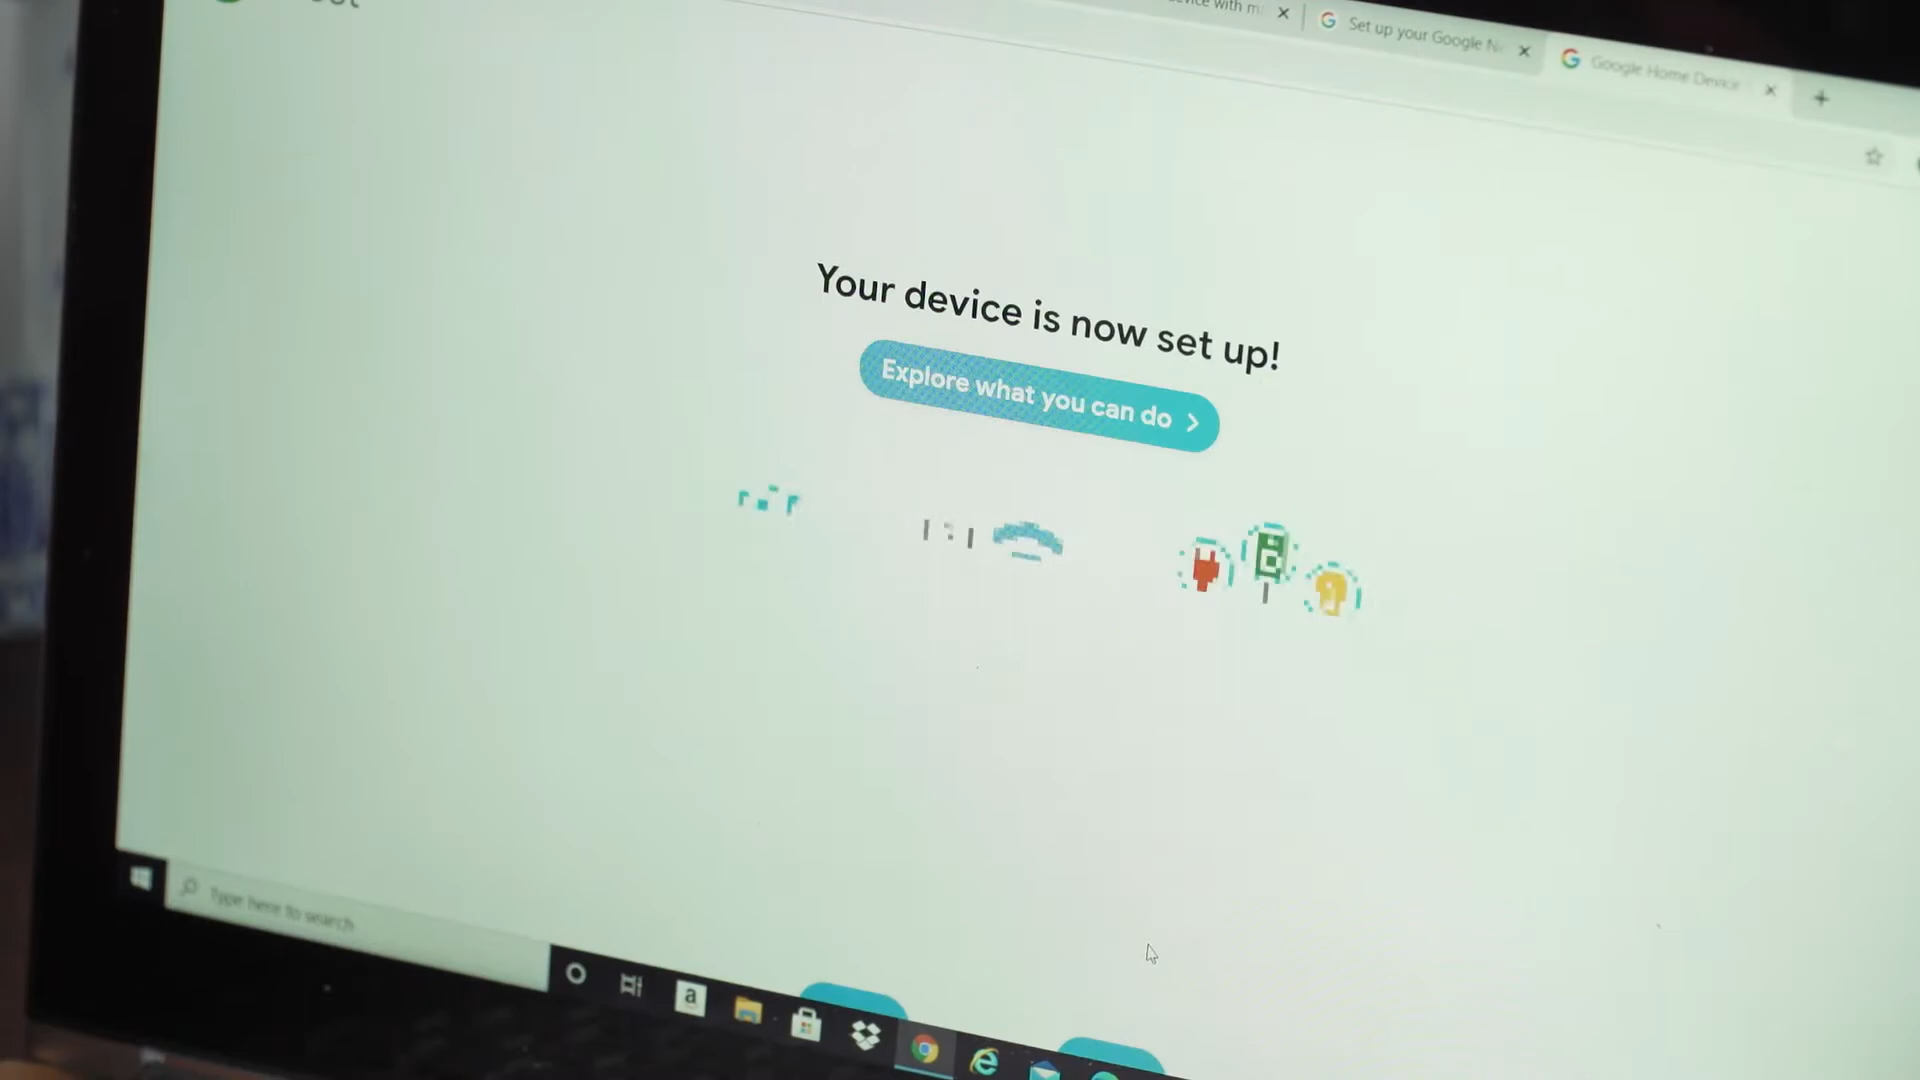 with
Set up your Google N
Google Home Device
Your device is now set up!
Explore what you can do
Type here to search
a